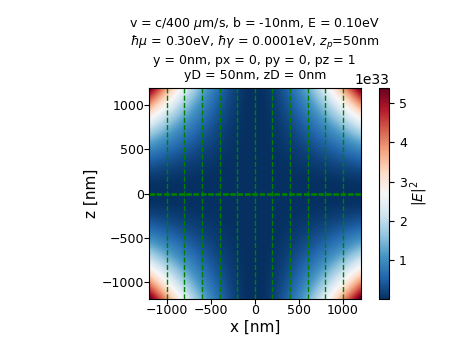 v = c/400 μm/s, b = -10nm, E = 0.10eV
ℏμ = 0.30eV, ℏγ = 0.0001eV, z_p=50nm
y = 0nm, px = 0, py = 0, pz = 1
yD = 50nm, zD = 0nm
1e33
1000
500
0
−500
−1000
z [nm]
−1000
−500
0
500
1000
x [nm]
5
4
3
2
1
|E|²